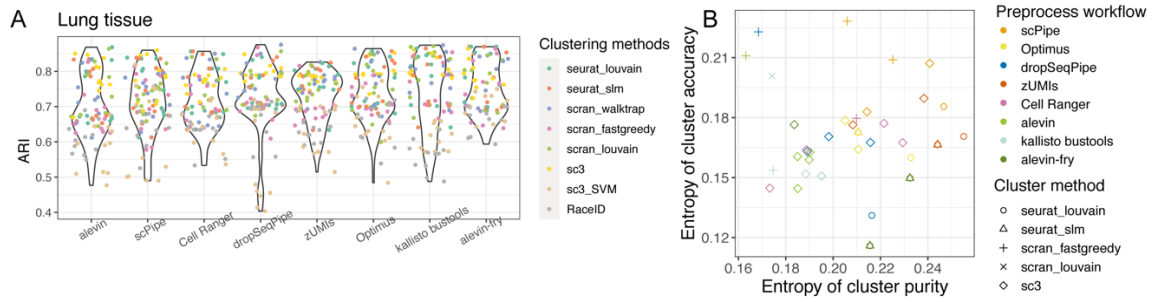 A
Lung tissue
ARI
0.8
0.7
0.6
0.5
0.4
alevin
scPipe
Cell Ranger
dropSeqPipe
zUMIs
Optimus
kallisto bustools
alevin-fry
Clustering methods
seurat_louvain
seurat_slm
scran_walktrap
scran_fastgreedy
scran_louvain
sc3
sc3_SVM
RaceID
B
Entropy of cluster accuracy
0.21
0.18
0.15
0.12
0.16
0.18
0.20
0.22
0.24
Entropy of cluster purity
Preprocess workflow
scPipe
Optimus
dropSeqPipe
zUMIs
Cell Ranger
alevin
kallisto bustools
alevin-fry
Cluster method
seurat_louvain
seurat_slm
scran_fastgreedy
scran_louvain
sc3